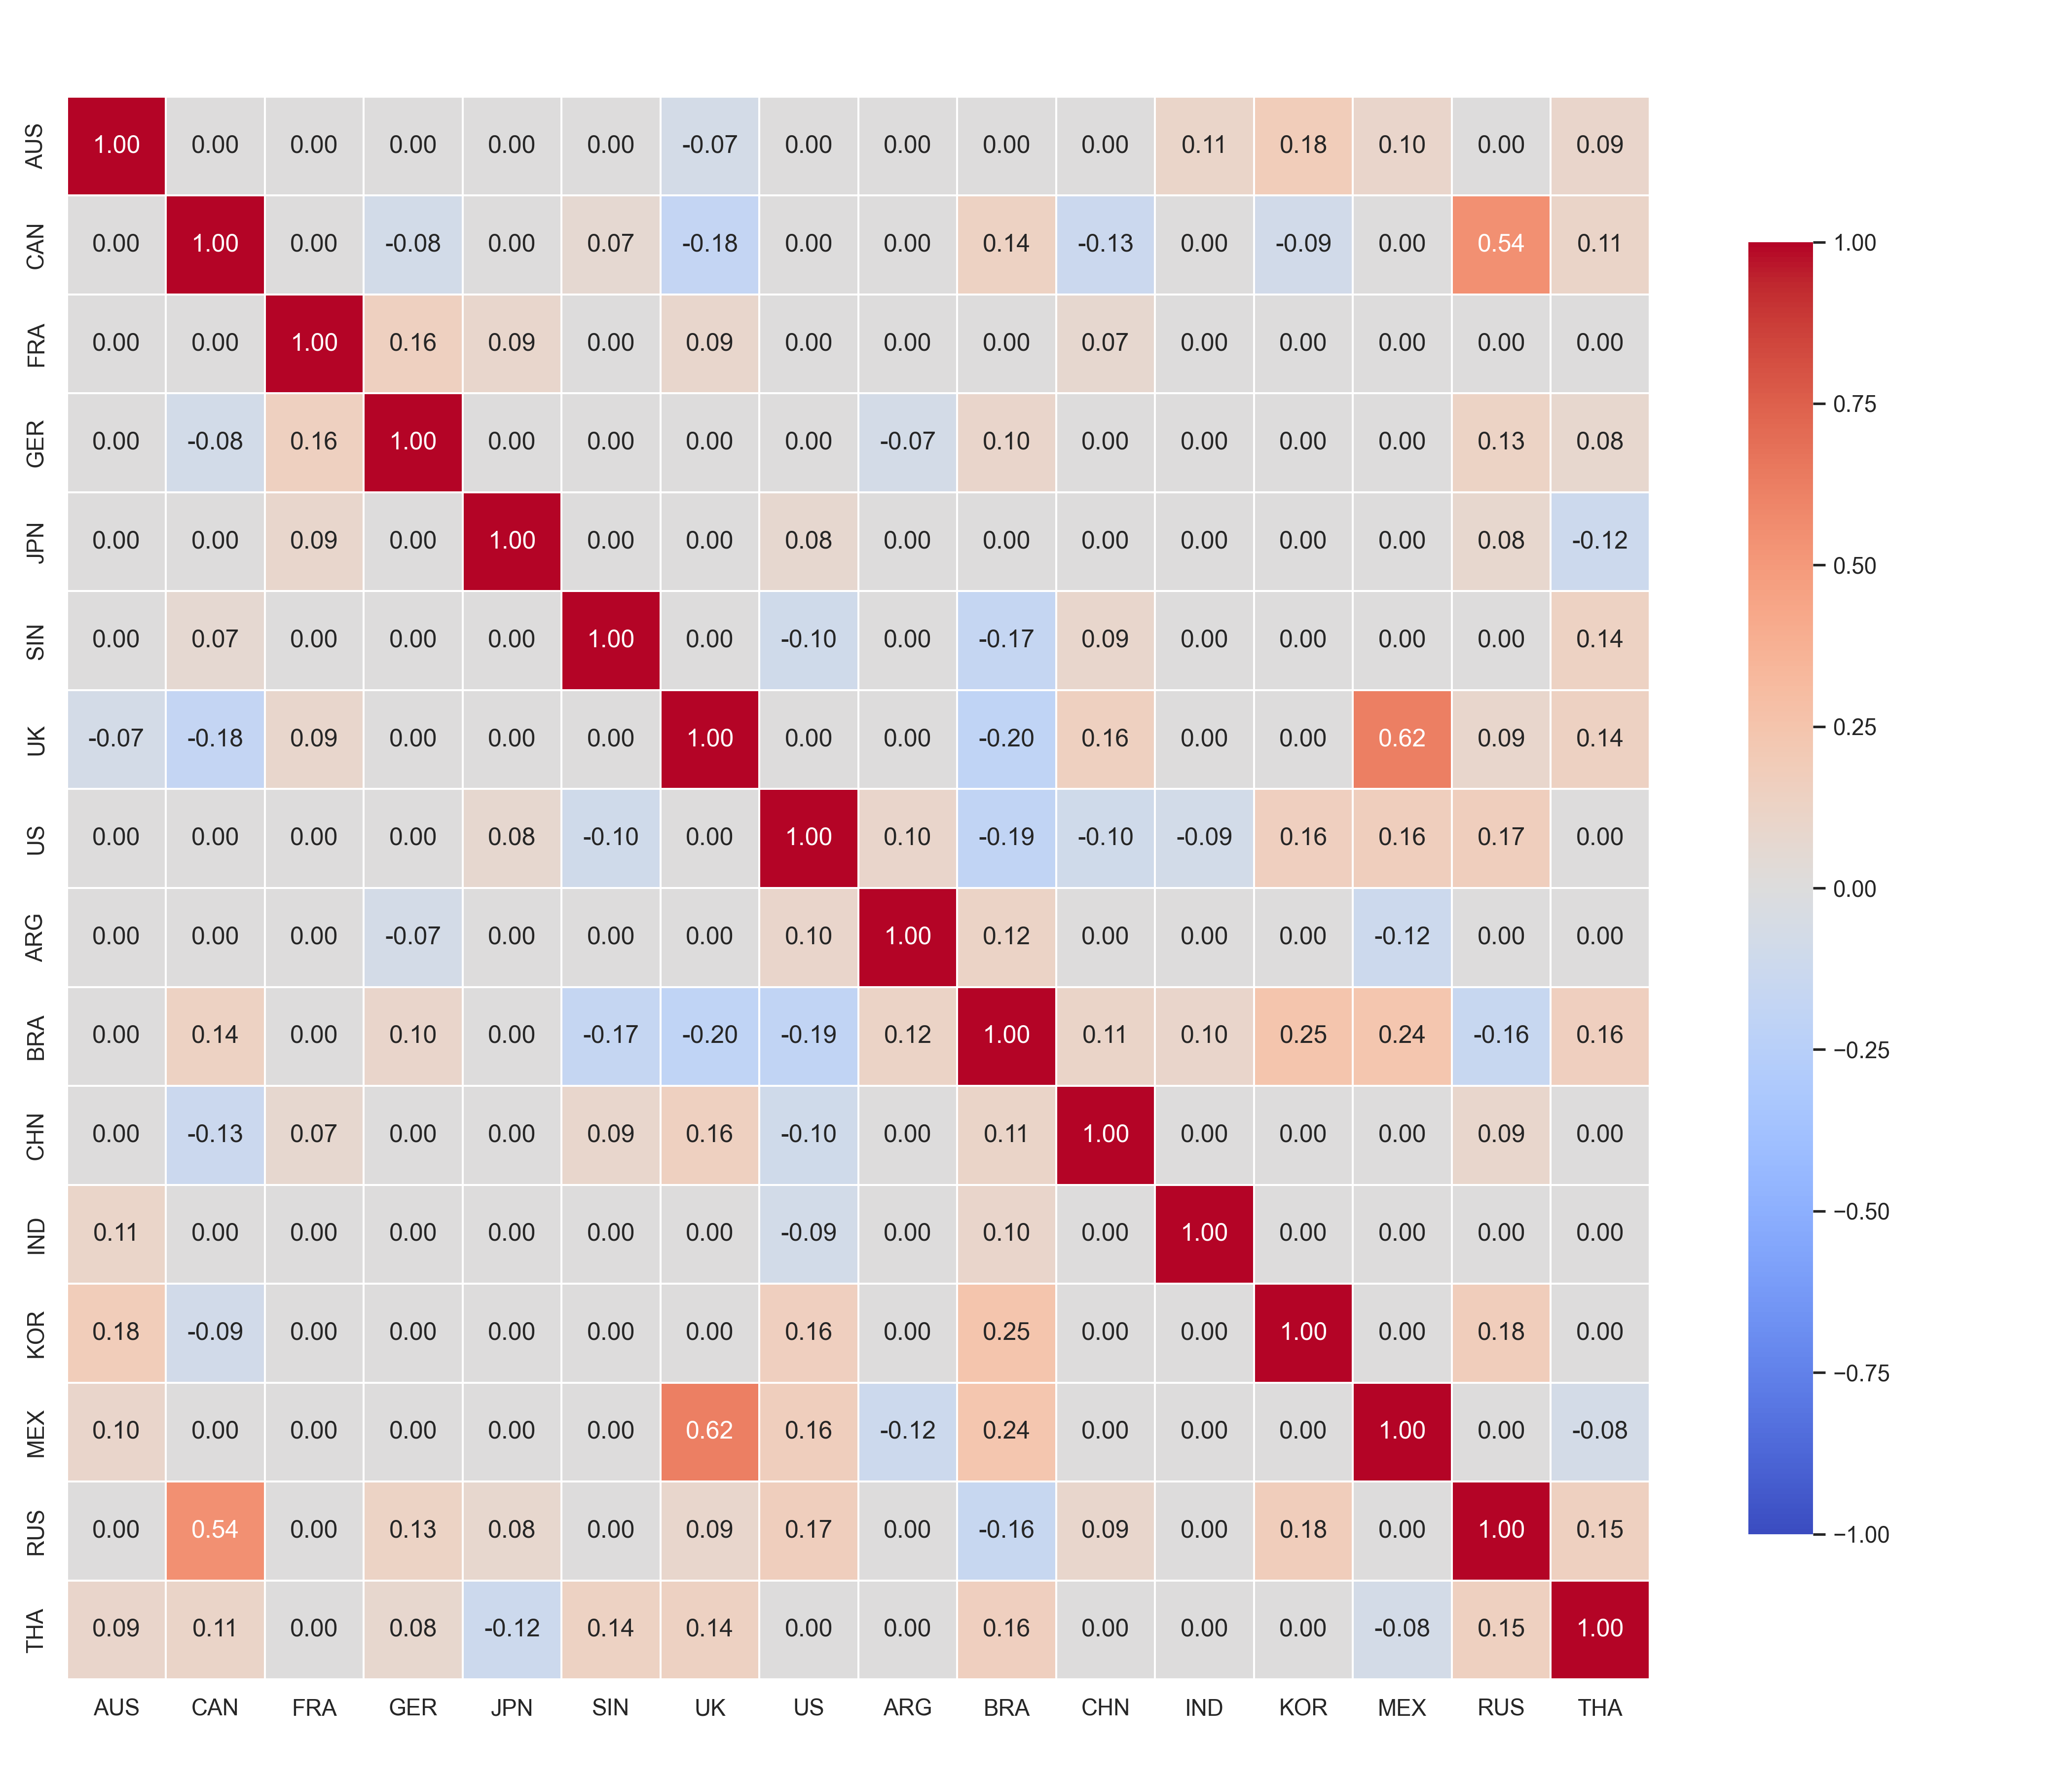 AUS 1.00 0.00 0.00 0.00 0.00 0.00 -0.07 0.00 0.00 0.00 0.00 0.11 0.18 0.10 0.00 0.09
CAN 0.00 1.00 0.00 -0.08 0.00 0.07 -0.18 0.00 0.00 0.14 -0.13 0.00 -0.09 0.00 0.54 0.11
FRA 0.00 0.00 1.00 0.16 0.09 0.00 0.09 0.00 0.00 0.00 0.07 0.00 0.00 0.00 0.00 0.00
GER 0.00 -0.08 0.16 1.00 0.00 0.00 0.00 0.00 -0.07 0.10 0.00 0.00 0.00 0.00 0.13 0.08
JPN 0.00 0.00 0.09 0.00 1.00 0.00 0.00 0.08 0.00 0.00 0.00 0.00 0.00 0.00 0.08 -0.12
SIN 0.00 0.07 0.00 0.00 0.00 1.00 0.00 -0.10 0.00 -0.17 0.09 0.00 0.00 0.00 0.00 0.14
UK -0.07 -0.18 0.09 0.00 0.00 0.00 1.00 0.00 0.00 -0.20 0.16 0.00 0.00 0.62 0.09 0.14
US 0.00 0.00 0.00 0.00 0.08 -0.10 0.00 1.00 0.10 -0.19 -0.10 -0.09 0.16 0.16 0.17 0.00
ARG 0.00 0.00 0.00 -0.07 0.00 0.00 0.00 0.10 1.00 0.12 0.00 0.00 0.00 -0.12 0.00 0.00
BRA 0.00 0.14 0.00 0.10 0.00 -0.17 -0.20 -0.19 0.12 1.00 0.11 0.10 0.25 0.24 -0.16 0.16
CHN 0.00 -0.13 0.07 0.00 0.00 0.09 0.16 -0.10 0.00 0.11 1.00 0.00 0.00 0.00 0.09 0.00
IND 0.11 0.00 0.00 0.00 0.00 0.00 0.00 -0.09 0.00 0.10 0.00 1.00 0.00 0.00 0.00 0.00
KOR 0.18 -0.09 0.00 0.00 0.00 0.00 0.00 0.16 0.00 0.25 0.00 0.00 1.00 0.00 0.18 0.00
MEX 0.10 0.00 0.00 0.00 0.00 0.00 0.62 0.16 -0.12 0.24 0.00 0.00 0.00 1.00 0.00 -0.08
RUS 0.00 0.54 0.00 0.13 0.08 0.00 0.09 0.17 0.00 -0.16 0.09 0.00 0.18 0.00 1.00 0.15
THA 0.09 0.11 0.00 0.08 -0.12 0.14 0.14 0.00 0.00 0.16 0.00 0.00 0.00 -0.08 0.15 1.00
AUS CAN FRA GER JPN SIN UK US ARG BRA CHN IND KOR MEX RUS THA
1.00
0.75
0.50
0.25
0.00
−0.25
−0.50
−0.75
−1.00